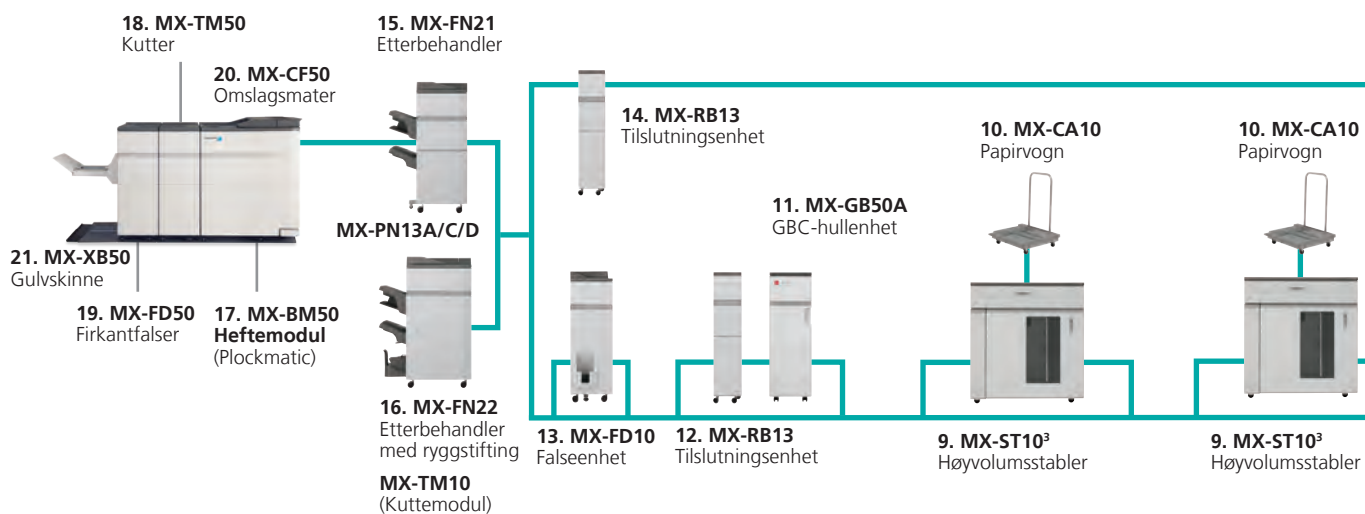 18. MX-TM50
Kutter
20. MX-CF50
Omslagsmater
21. MX-XB50
Gulvskinne
19. MX-FD50
Firkantfalser
17. MX-BM50
Heftemodul
(Plockmatic)
15. MX-FN21
Etterbehandler
MX-PN13A/C/D
16. MX-FN22
Etterbehandler
med ryggstifting
MX-TM10
(Kuttemodul)
14. MX-RB13
Tilslutningsenhet
13. MX-FD10
Falseenhet
12. MX-RB13
Tilslutningsenhet
11. MX-GB50A
GBC-hullenhet
10. MX-CA10
Papirvogn
9. MX-ST10³
Høyvolumsstabler
10. MX-CA10
Papirvogn
9. MX-ST10³
Høyvolumsstabler